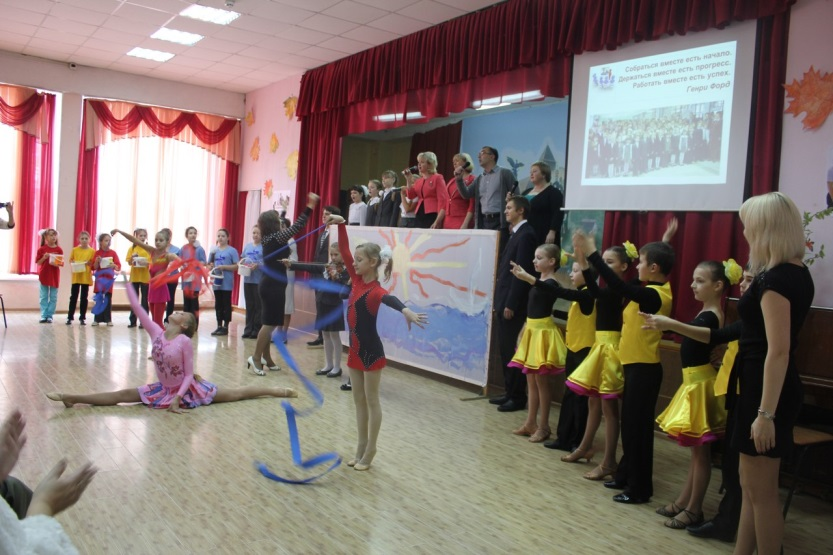 Собраться вместе есть начало.
Держаться вместе есть прогресс.
Работать вместе есть успех.
Генри Форд